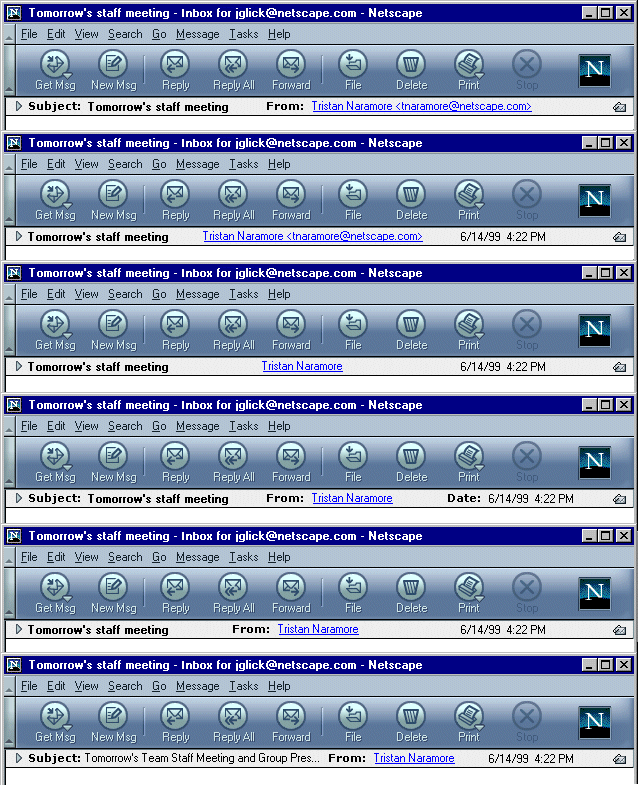 Tomorrow's staff meeting - Inbox for jglick@netscape.com - Netscape
File Edit View Search Go Message Tasks Help
N
Get Msg New Msg Reply Reply All Forward File Delete Print Stop
Subject: Tomorrow's staff meeting From: Tristan Naramore <tnaramore@netscape.com>
Tomorrow's staff meeting - Inbox for jglick@netscape.com - Netscape
File Edit View Search Go Message Tasks Help
N
Get Msg New Msg Reply Reply All Forward File Delete Print Stop
Tomorrow's staff meeting Tristan Naramore <tnaramore@netscape.com> 6/14/99 4:22 PM
Tomorrow's staff meeting - Inbox for jglick@netscape.com - Netscape
File Edit View Search Go Message Tasks Help
N
Get Msg New Msg Reply Reply All Forward File Delete Print Stop
Tomorrow's staff meeting Tristan Naramore 6/14/99 4:22 PM
Tomorrow's staff meeting - Inbox for jglick@netscape.com - Netscape
File Edit View Search Go Message Tasks Help
N
Get Msg New Msg Reply Reply All Forward File Delete Print Stop
Subject: Tomorrow's staff meeting From: Tristan Naramore Date: 6/14/99 4:22 PM
Tomorrow's staff meeting - Inbox for jglick@netscape.com - Netscape
File Edit View Search Go Message Tasks Help
N
Get Msg New Msg Reply Reply All Forward File Delete Print Stop
Tomorrow's staff meeting From: Tristan Naramore 6/14/99 4:22 PM
Tomorrow's staff meeting - Inbox for jglick@netscape.com - Netscape
File Edit View Search Go Message Tasks Help
N
Get Msg New Msg Reply Reply All Forward File Delete Print Stop
Subject: Tomorrow's Team Staff Meeting and Group Pres... From: Tristan Naramore 6/14/99 4:22 PM